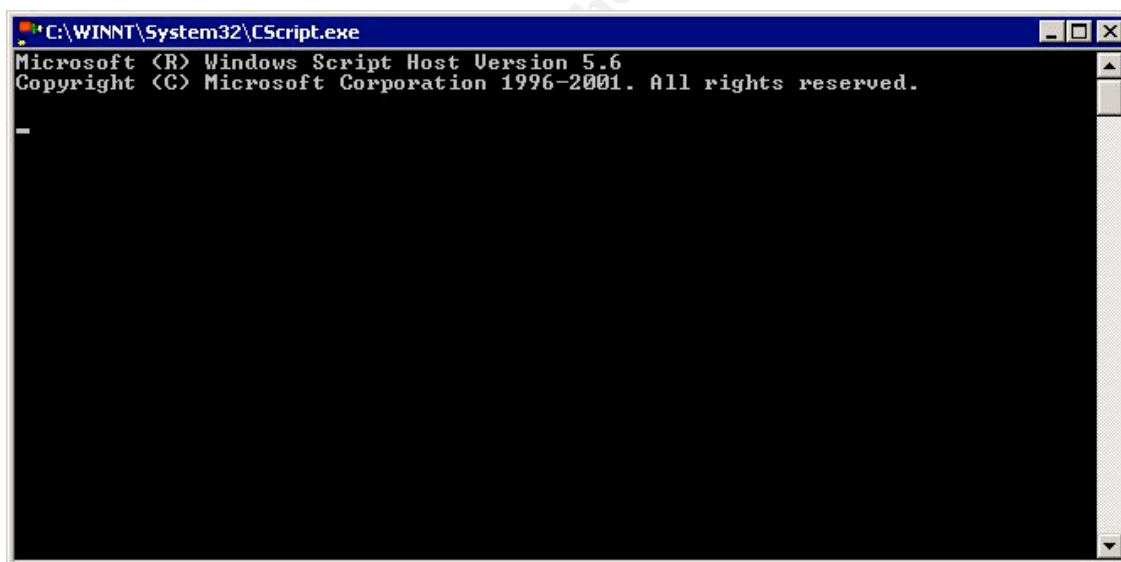 C:\WINNT\System32\CScript.exe
Microsoft (R) Windows Script Host Version 5.6
Copyright (C) Microsoft Corporation 1996-2001. All rights reserved.